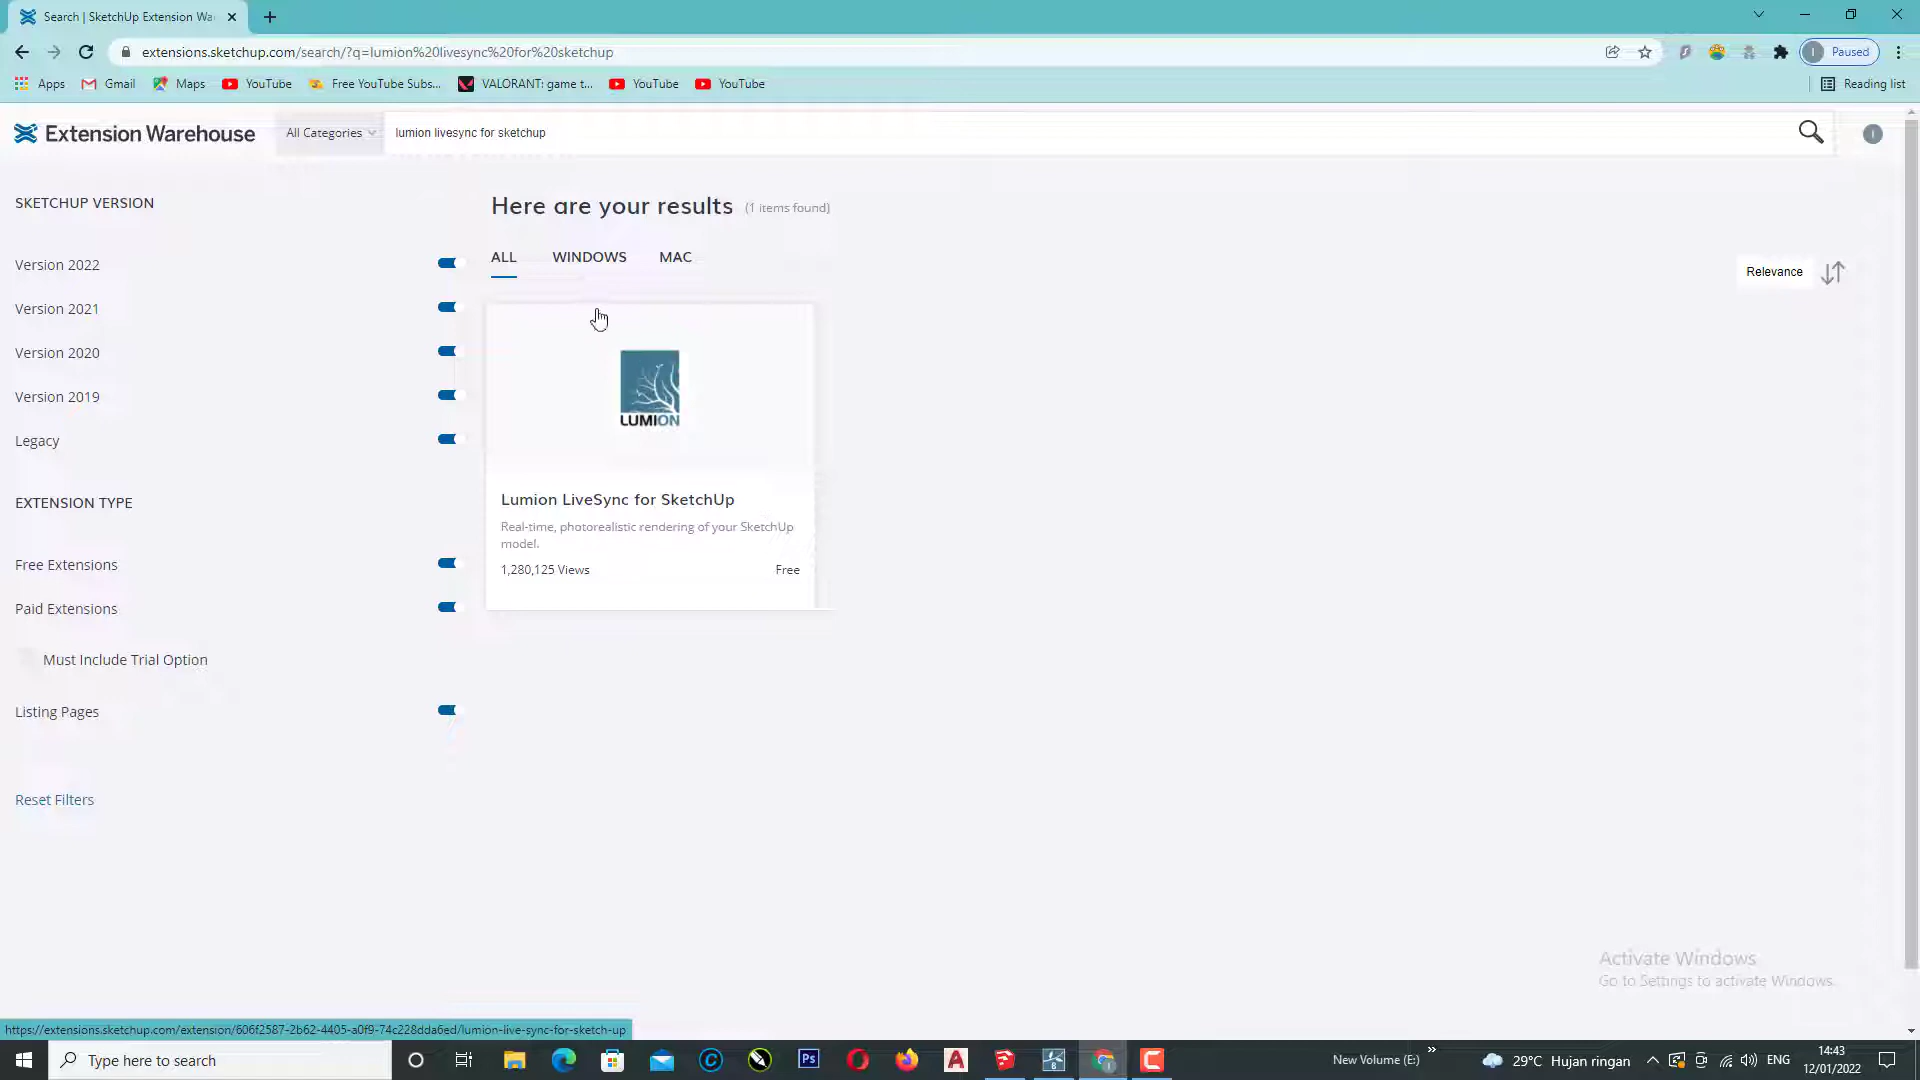 Search | SketchUp Extension Wa
extensions.sketchup.com/search/?q=lumion%20livesync%20for%20sketchup
I Paused
Apps Gmail Maps YouTube Free YouTube Subs... VALORANT: game t... YouTube YouTube Reading list
Extension Warehouse All Categories lumion livesync for sketchup I
SKETCHUP VERSION
Version 2022
Version 2021
Version 2020
Version 2019
Legacy
EXTENSION TYPE
Free Extensions
Paid Extensions
Must Include Trial Option
Listing Pages
Reset Filters
Here are your results (1 items found)
ALL WINDOWS MAC
Relevance
LUMION
Lumion LiveSync for SketchUp
Real-time, photorealistic rendering of your SketchUp
model.
1,280,125 Views Free
Activate Windows
Go to Settings to activate Windows.
https://extensions.sketchup.com/extension/606f2587-2b62-4405-a0f9-74c228dda6ed/lumion-live-sync-for-sketch-up
Type here to search
Ps
New Volume (E:)
29°C Hujan ringan
ENG
14:43
12/01/2022